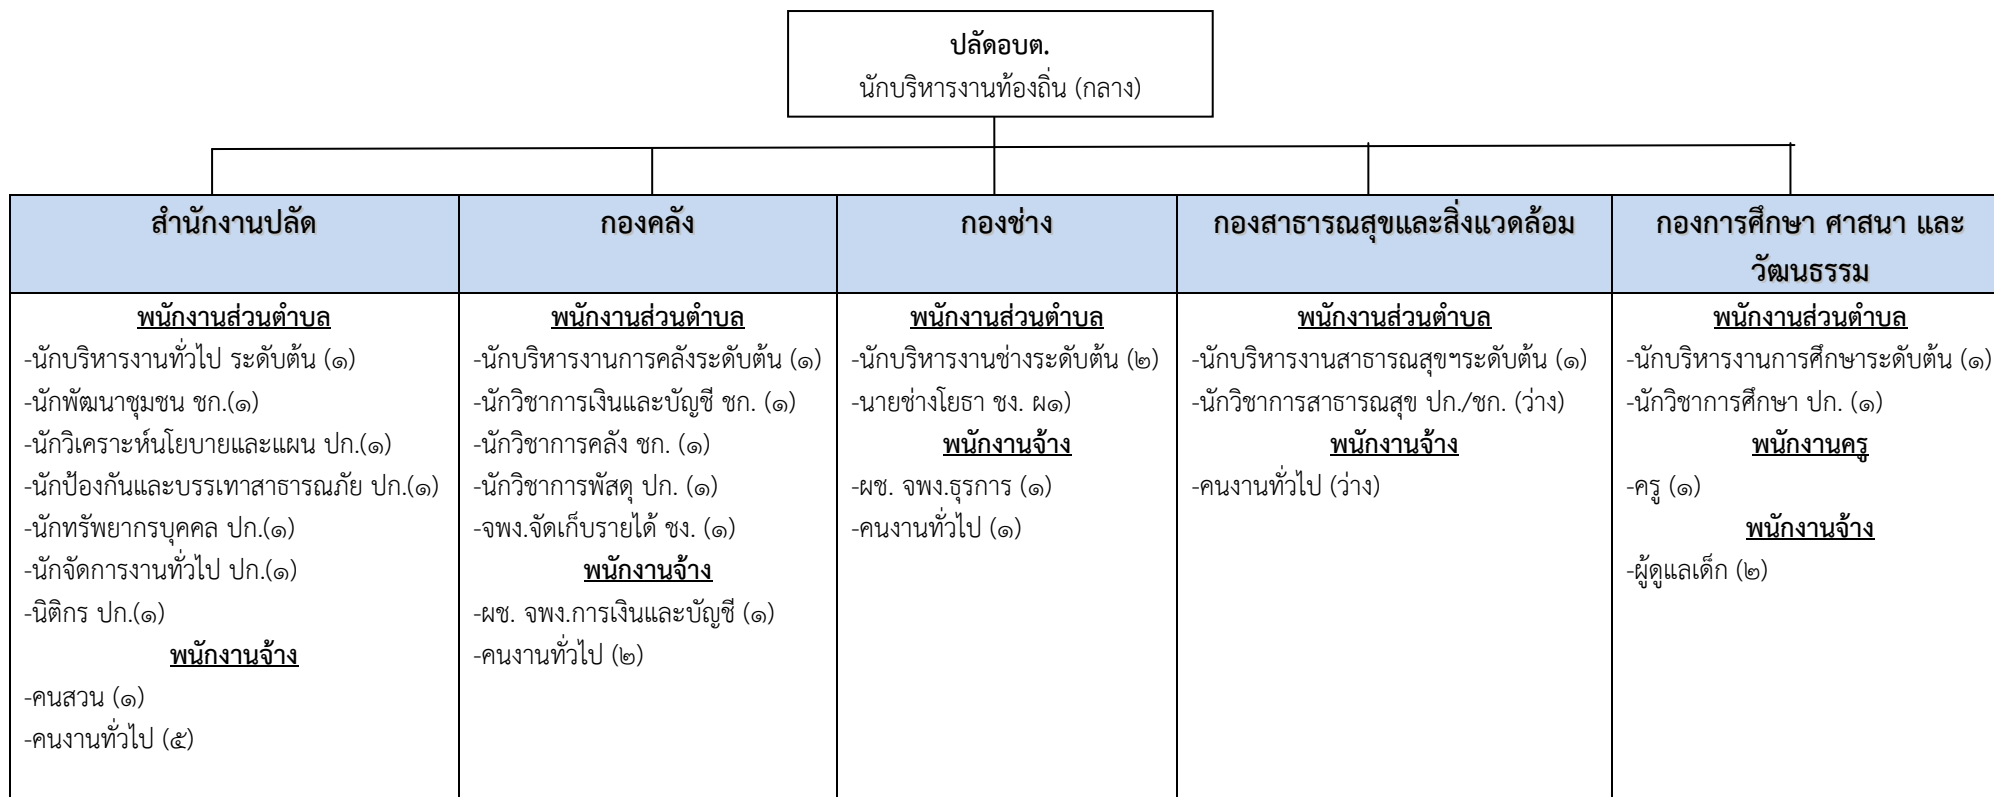 ปลัดอบต.
นักบริหารงานท้องถิ่น (กลาง)
สำนักงานปลัด
พนักงานส่วนตำบล
-นักบริหารงานทั่วไป ระดับต้น (๑)
-นักพัฒนาชุมชน ชก.(๑)
-นักวิเคราะห์นโยบายและแผน ปก.(๑)
-นักป้องกันและบรรเทาสาธารณภัย ปก.(๑)
-นักทรัพยากรบุคคล ปก.(๑)
-นักจัดการงานทั่วไป ปก.(๑)
-นิติกร ปก.(๑)
พนักงานจ้าง
-คนสวน (๑)
-คนงานทั่วไป (๕)
กองคลัง
พนักงานส่วนตำบล
-นักบริหารงานการคลังระดับต้น (๑)
-นักวิชาการเงินและบัญชี ชก. (๑)
-นักวิชาการคลัง ชก. (๑)
-นักวิชาการพัสดุ ปก. (๑)
-จพง.จัดเก็บรายได้ ชง. (๑)
พนักงานจ้าง
-ผช. จพง.การเงินและบัญชี (๑)
-คนงานทั่วไป (๒)
กองช่าง
พนักงานส่วนตำบล
-นักบริหารงานช่างระดับต้น (๒)
-นายช่างโยธา ชง. ผ๑)
พนักงานจ้าง
-ผช. จพง.ธุรการ (๑)
-คนงานทั่วไป (๑)
กองสาธารณสุขและสิ่งแวดล้อม
พนักงานส่วนตำบล
-นักบริหารงานสาธารณสุขฯระดับต้น (๑)
-นักวิชาการสาธารณสุข ปก./ชก. (ว่าง)
พนักงานจ้าง
-คนงานทั่วไป (ว่าง)
กองการศึกษา ศาสนา และ
วัฒนธรรม
พนักงานส่วนตำบล
-นักบริหารงานการศึกษาระดับต้น (๑)
-นักวิชาการศึกษา ปก. (๑)
พนักงานครู
-ครู (๑)
พนักงานจ้าง
-ผู้ดูแลเด็ก (๒)